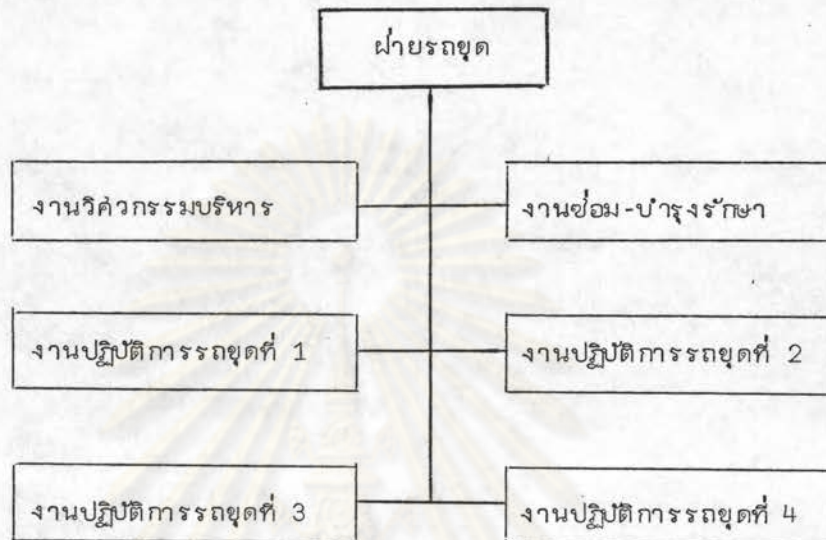 ฝ่ายรถขุด
งานวิศวกรรมบริหาร
งานซ่อม-บำรุงรักษา
งานปฏิบัติการรถขุดที่ 1
งานปฏิบัติการรถขุดที่ 2
งานปฏิบัติการรถขุดที่ 3
งานปฏิบัติการรถขุดที่ 4